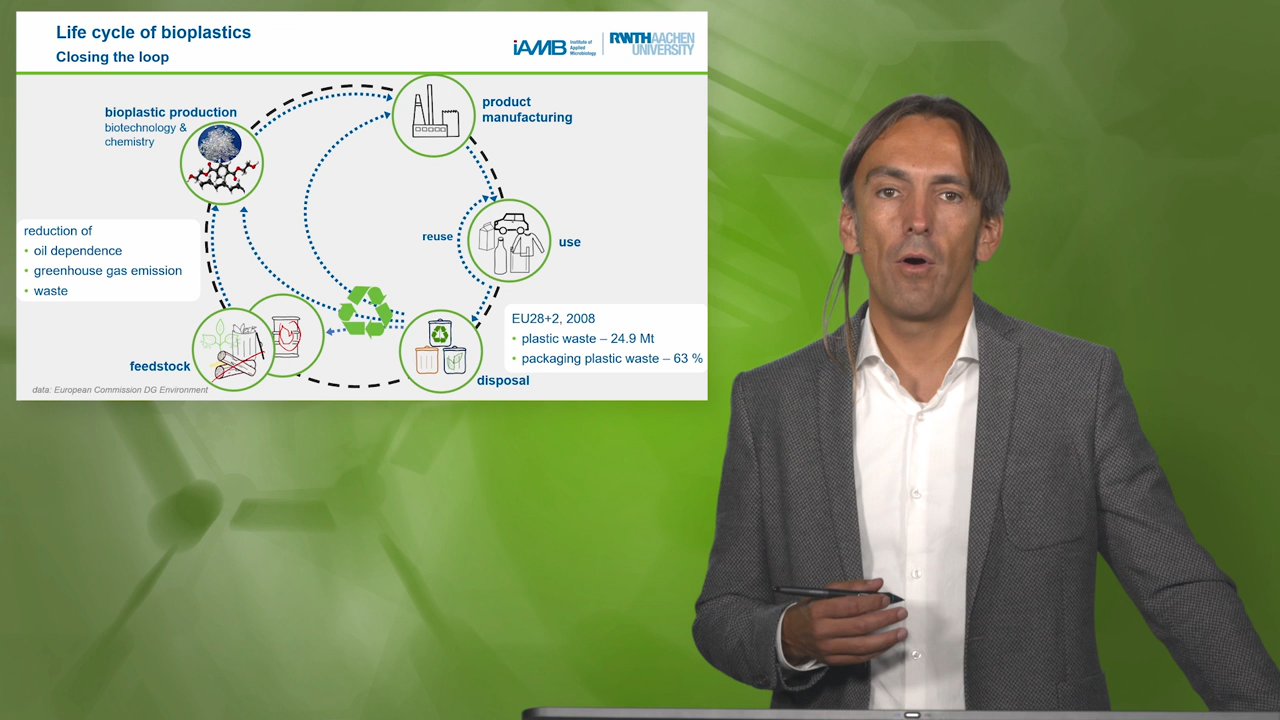 Life cycle of bioplastics
Closing the loop
iAMB
Institute of
Applied
Microbiology
RWTHAACHEN
UNIVERSITY
bioplastic production
biotechnology &
chemistry
product
manufacturing
reuse
use
reduction of
• oil dependence
• greenhouse gas emission
• waste
EU28+2, 2008
• plastic waste – 24.9 Mt
• packaging plastic waste – 63 %
feedstock
disposal
data: European Commission DG Environment